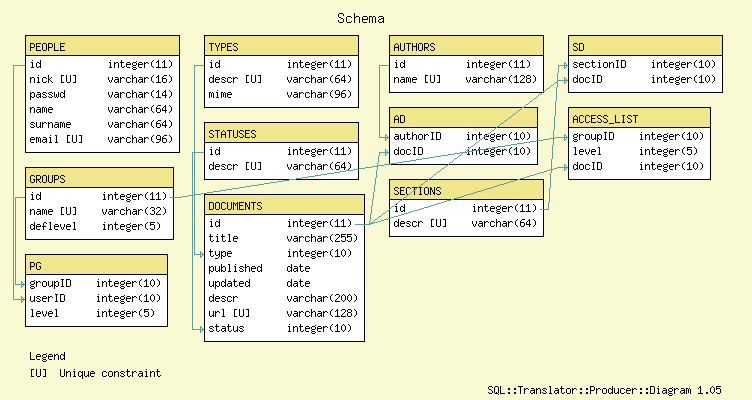 Schema
PEOPLE
id integer(11)
nick [U] varchar(16)
passwd varchar(14)
name varchar(64)
surname varchar(64)
email [U] varchar(96)
GROUPS
id integer(11)
name [U] varchar(32)
deflevel integer(5)
PG
groupID integer(10)
userID integer(10)
level integer(5)
TYPES
id integer(11)
descr [U] varchar(64)
mime varchar(96)
STATUSES
id integer(11)
descr [U] varchar(64)
DOCUMENTS
id integer(11)
title varchar(255)
type integer(10)
published date
updated date
descr varchar(200)
url [U] varchar(128)
status integer(10)
AUTHORS
id integer(11)
name [U] varchar(128)
AD
authorID integer(10)
docID integer(10)
SECTIONS
id integer(11)
descr [U] varchar(64)
SD
sectionID integer(10)
docID integer(10)
ACCESS_LIST
groupID integer(10)
level integer(5)
docID integer(10)
Legend
[U] Unique constraint
SQL::Translator::Producer::Diagram 1.05